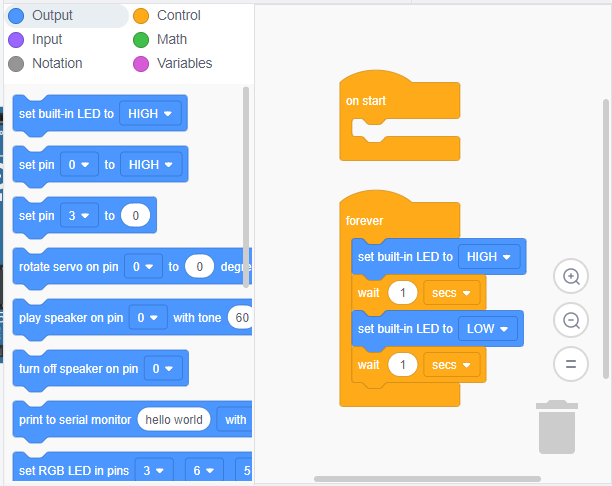 Output
Control
Input
Math
Notation
Variables
set built-in LED to HIGH
set pin 0 to HIGH
set pin 3 to 0
rotate servo on pin 0 to 0 degre
play speaker on pin 0 with tone 60
turn off speaker on pin 0
print to serial monitor hello world with
set RGB LED in pins 3 6 5
on start
forever
set built-in LED to HIGH
wait 1 secs
set built-in LED to LOW
wait 1 secs
=